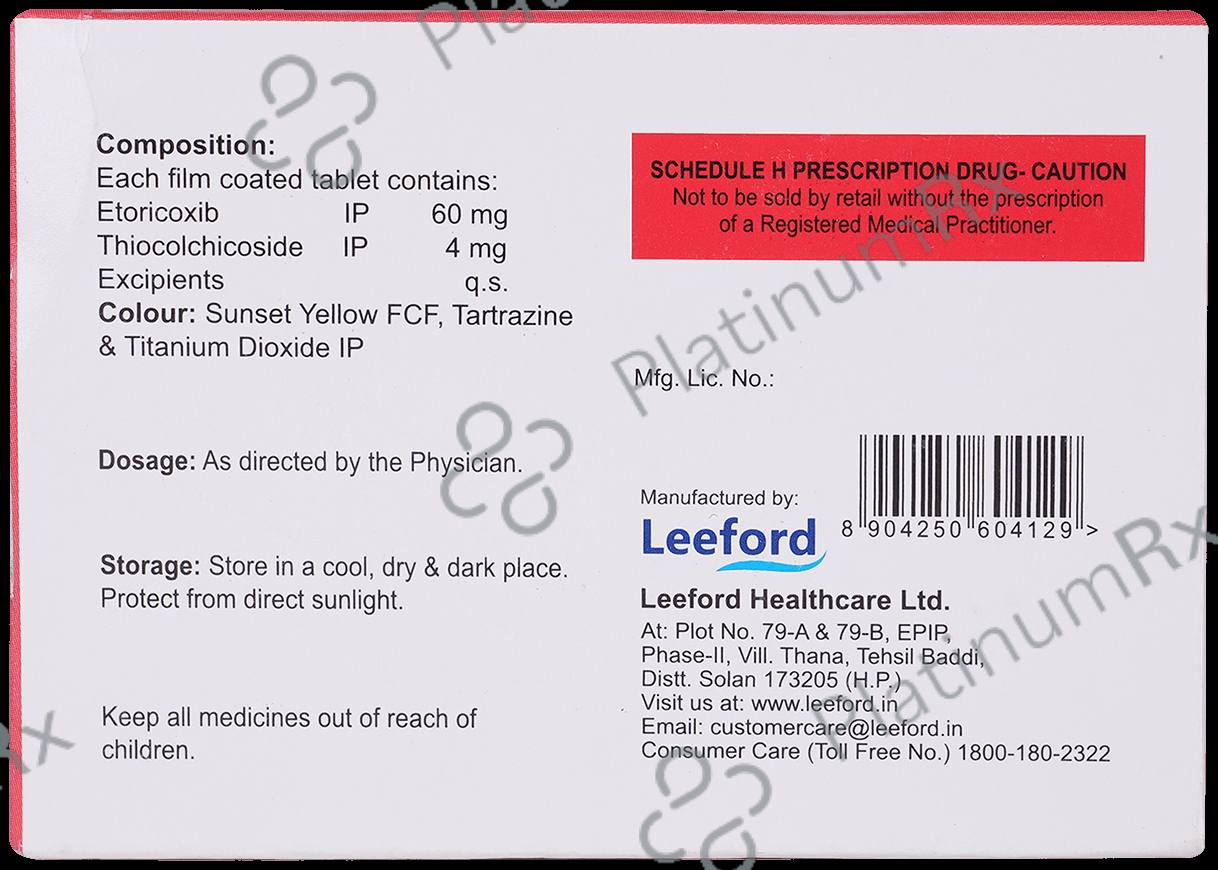 Composition:
Each film coated tablet contains:
Etoricoxib IP 60 mg
Thiocolchicoside IP 4 mg
Excipients q.s.
Colour: Sunset Yellow FCF, Tartrazine
& Titanium Dioxide IP
Dosage: As directed by the Physician.
Storage: Store in a cool, dry & dark place.
Protect from direct sunlight.
Keep all medicines out of reach of
children.
SCHEDULE H PRESCRIPTION DRUG- CAUTION
Not to be sold by retail without the prescription
of a Registered Medical Practitioner.
Mfg. Lic. No.:
Manufactured by:
Leeford
8 904250 604129 >
Leeford Healthcare Ltd.
At: Plot No. 79-A & 79-B, EPIP,
Phase-II, Vill. Thana, Tehsil Baddi,
Distt. Solan 173205 (H.P.)
Visit us at: www.leeford.in
Email: customercare@leeford.in
Consumer Care (Toll Free No.) 1800-180-2322
PlatinumRx
PlatinumRx